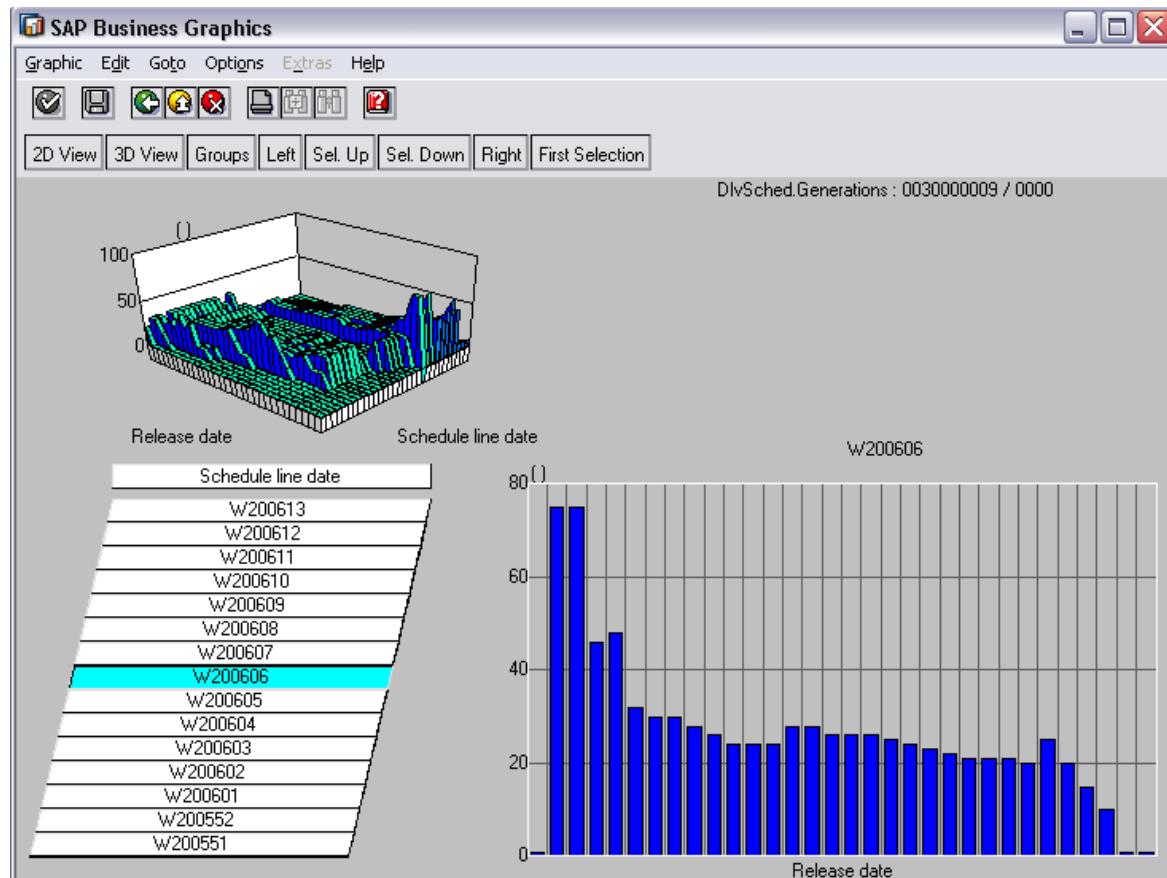 SAP Business Graphics
Graphic Edit Goto Options Extras Help
2D View 3D View Groups Left Sel. Up Sel. Down Right First Selection
DlvSched.Generations : 0030000009 / 0000
( )
100
50
0
Release date
Schedule line date
Schedule line date
W200613
W200612
W200611
W200610
W200609
W200608
W200607
W200606
W200605
W200604
W200603
W200602
W200601
W200552
W200551
W200606
80 ( )
60
40
20
0
Release date